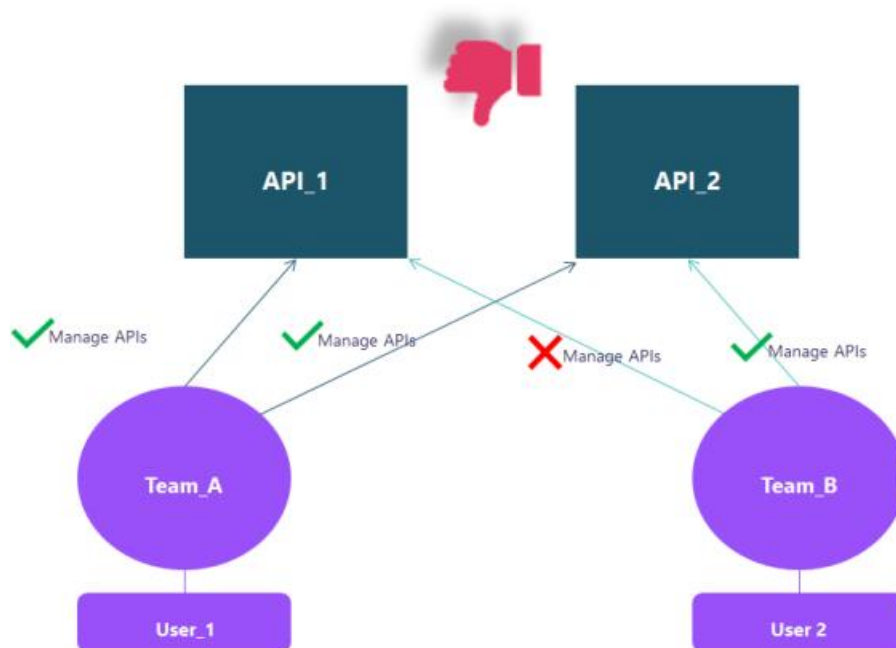 API_1
API_2
Manage APIs
Manage APIs
Manage APIs
Manage APIs
Team_A
Team_B
User_1
User 2